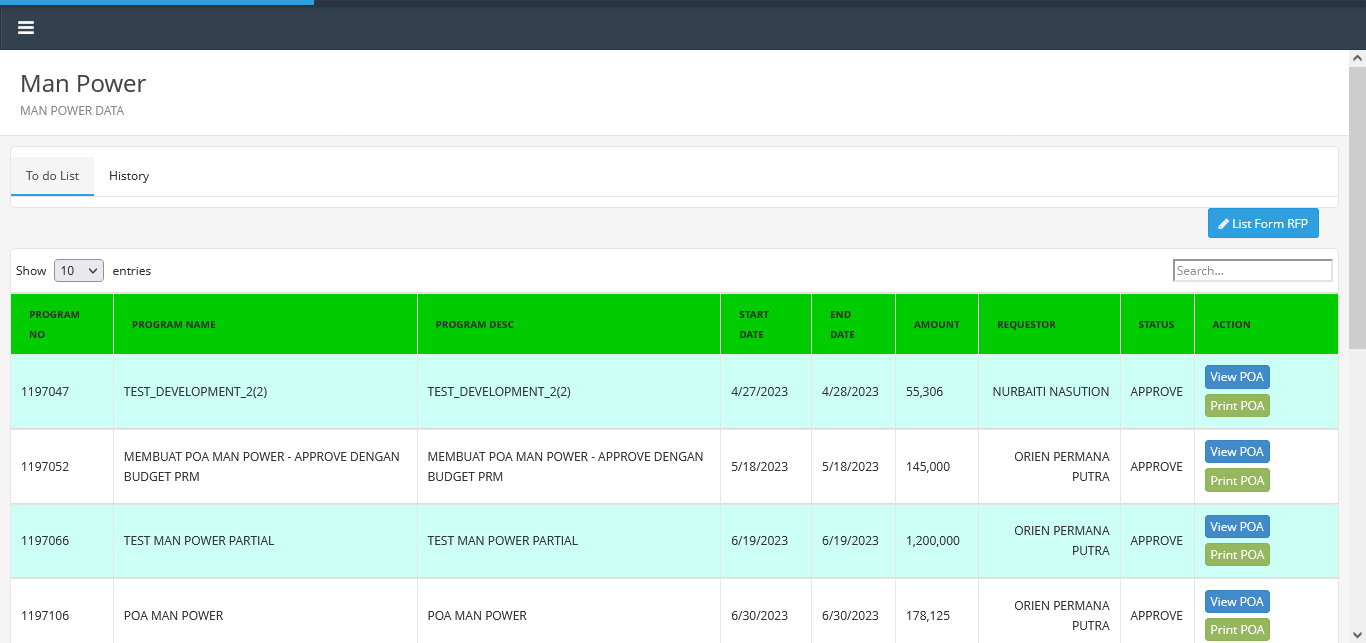 Man Power
MAN POWER DATA
To do List
History
List Form RFP
Show 10 entries
Search...
PROGRAM NO
PROGRAM NAME
PROGRAM DESC
START DATE
END DATE
AMOUNT
REQUESTOR
STATUS
ACTION
1197047
TEST_DEVELOPMENT_2(2)
TEST_DEVELOPMENT_2(2)
4/27/2023
4/28/2023
55,306
NURBAITI NASUTION
APPROVE
View POA
Print POA
1197052
MEMBUAT POA MAN POWER - APPROVE DENGAN
BUDGET PRM
MEMBUAT POA MAN POWER - APPROVE DENGAN
BUDGET PRM
5/18/2023
5/18/2023
145,000
ORIEN PERMANA
PUTRA
APPROVE
View POA
Print POA
1197066
TEST MAN POWER PARTIAL
TEST MAN POWER PARTIAL
6/19/2023
6/19/2023
1,200,000
ORIEN PERMANA
PUTRA
APPROVE
View POA
Print POA
1197106
POA MAN POWER
POA MAN POWER
6/30/2023
6/30/2023
178,125
ORIEN PERMANA
PUTRA
APPROVE
View POA
Print POA